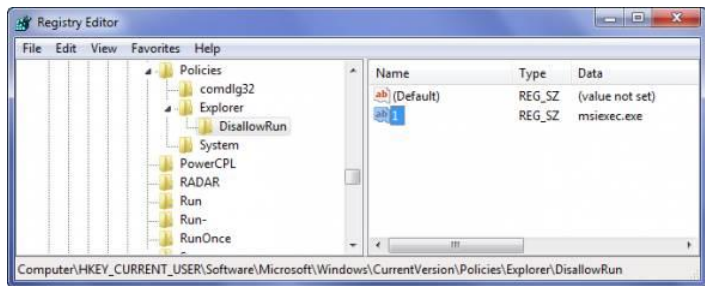 Registry Editor
File Edit View Favorites Help
Policies
comdlg32
Explorer
DisallowRun
System
PowerCPL
RADAR
Run
Run-
RunOnce
Name Type Data
(Default) REG_SZ (value not set)
1 REG_SZ msiexec.exe
Computer\HKEY_CURRENT_USER\Software\Microsoft\Windows\CurrentVersion\Policies\Explorer\DisallowRun